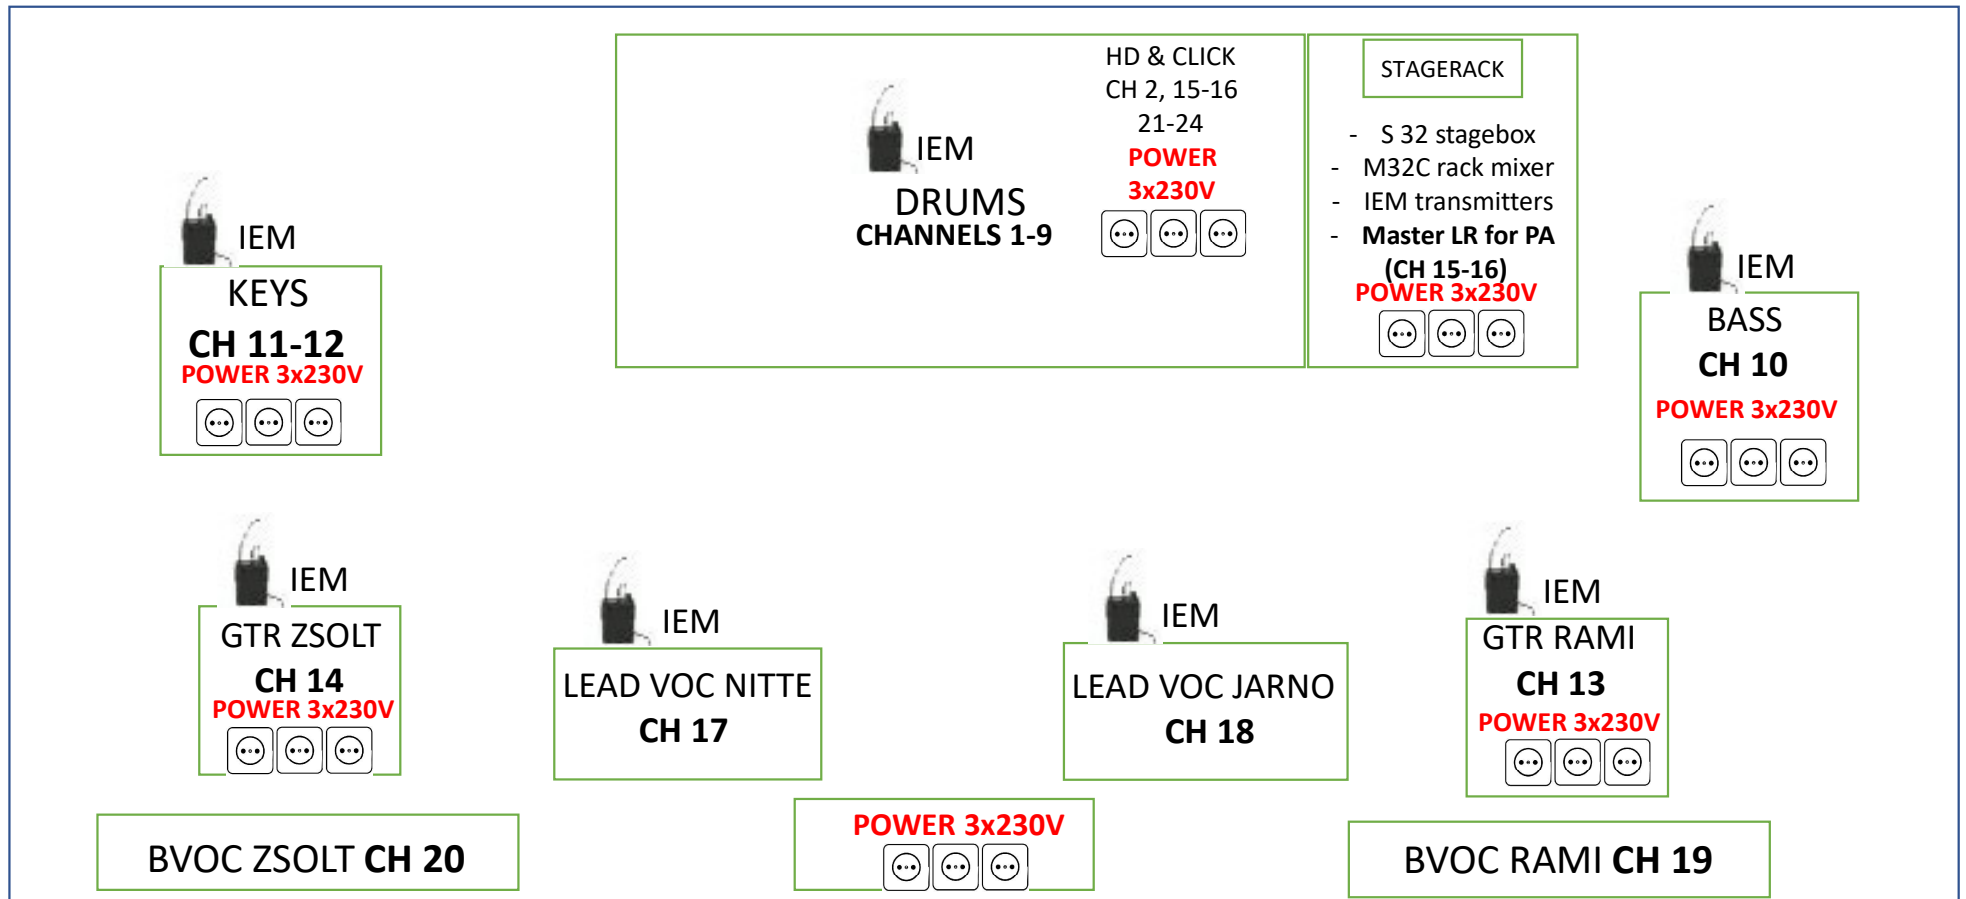 HD & CLICK
CH 2, 15-16
21-24
POWER
3x230V
IEM
DRUMS
CHANNELS 1-9
STAGERACK
- S 32 stagebox
- M32C rack mixer
- IEM transmitters
- Master LR for PA
(CH 15-16)
POWER 3x230V
IEM
KEYS
CH 11-12
POWER 3x230V
IEM
BASS
CH 10
POWER 3x230V
IEM
GTR ZSOLT
CH 14
POWER 3x230V
IEM
LEAD VOC NITTE
CH 17
IEM
LEAD VOC JARNO
CH 18
IEM
GTR RAMI
CH 13
POWER 3x230V
BVOC ZSOLT CH 20
POWER 3x230V
BVOC RAMI CH 19